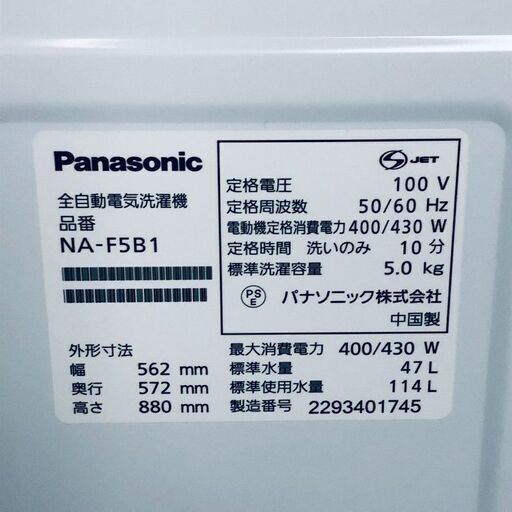 Panasonic
全自動電気洗濯機
品番
NA-F5B1
外形寸法
幅 562 mm
奥行 572 mm
高さ 880 mm
S JET
定格電圧 100 V
定格周波数 50/60 Hz
電動機定格消費電力 400/430 W
定格時間 洗いのみ 10 分
標準洗濯容量 5.0 kg
PS E パナソニック株式会社
中国製
最大消費電力 400/430 W
標準水量 47 L
標準使用水量 114 L
製造番号 2293401745